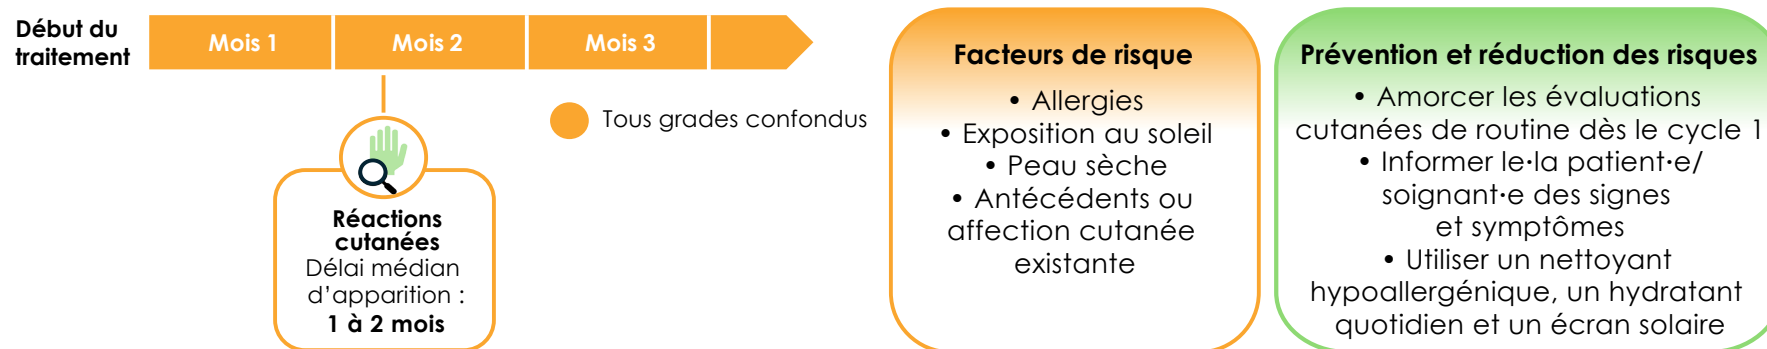 Début du
traitement
Mois 1
Mois 2
Mois 3
Tous grades confondus
Réactions
cutanées
Délai médian
d'apparition :
1 à 2 mois
Facteurs de risque
• Allergies
• Exposition au soleil
• Peau sèche
• Antécédents ou
affection cutanée
existante
Prévention et réduction des risques
• Amorcer les évaluations
cutanées de routine dès le cycle 1
• Informer le·la patient·e/
soignant·e des signes
et symptômes
• Utiliser un nettoyant
hypoallergénique, un hydratant
quotidien et un écran solaire